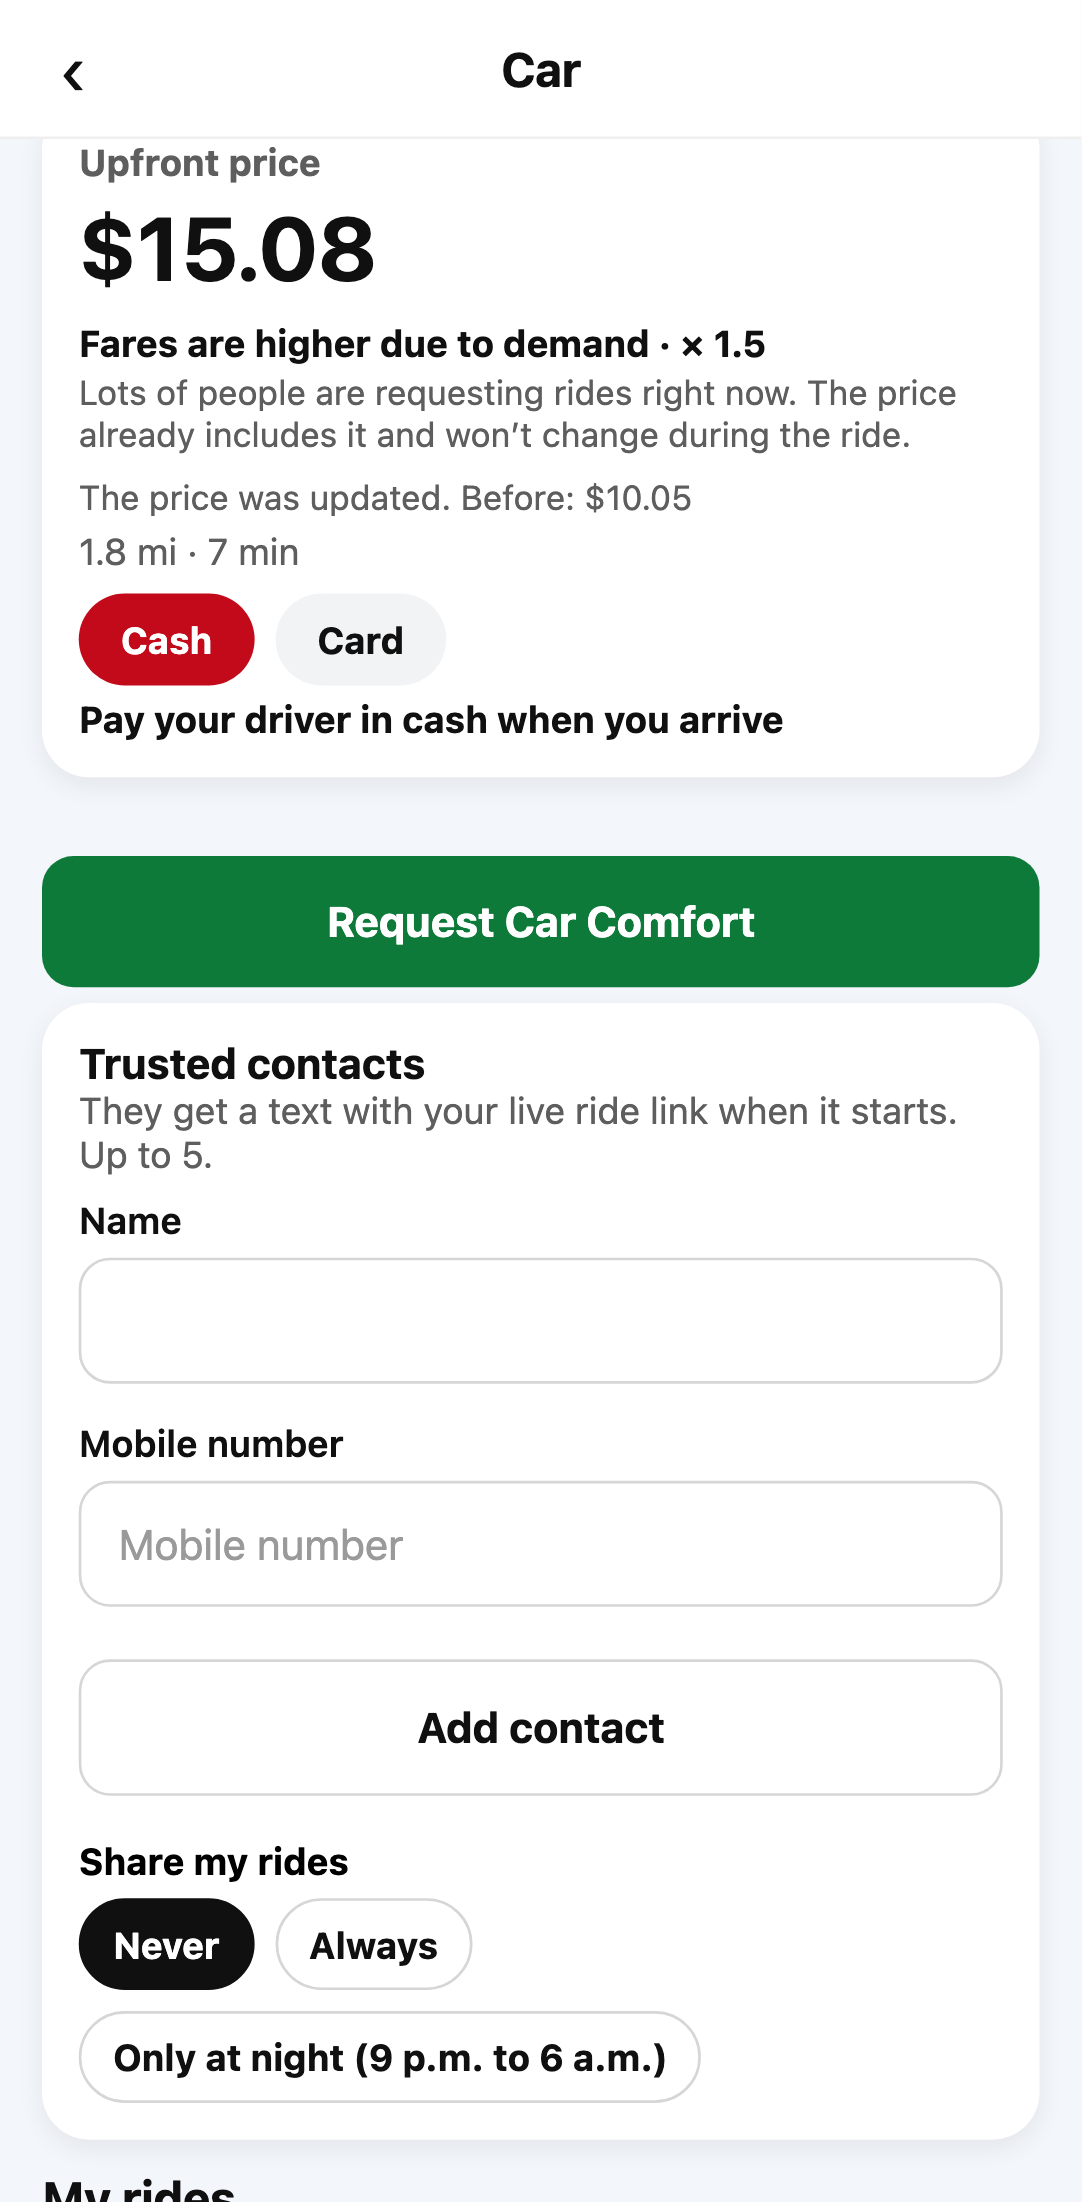 Car
Upfront price
$15.08
Fares are higher due to demand · × 1.5
Lots of people are requesting rides right now. The price
already includes it and won’t change during the ride.
The price was updated. Before: $10.05
1.8 mi · 7 min
Cash
Card
Pay your driver in cash when you arrive
Request Car Comfort
Trusted contacts
They get a text with your live ride link when it starts.
Up to 5.
Name
Mobile number
Mobile number
Add contact
Share my rides
Never
Always
Only at night (9 p.m. to 6 a.m.)
My rides